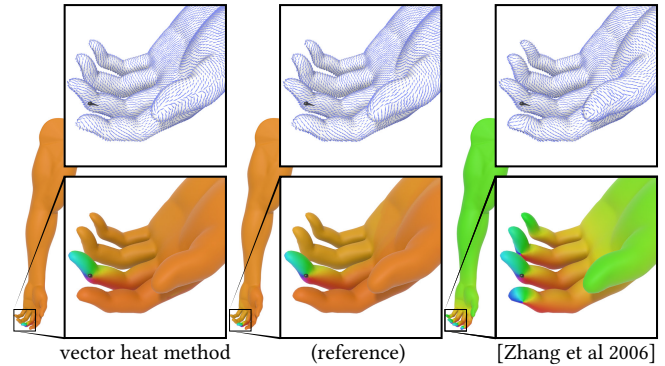 vector heat method
(reference)
[Zhang et al 2006]